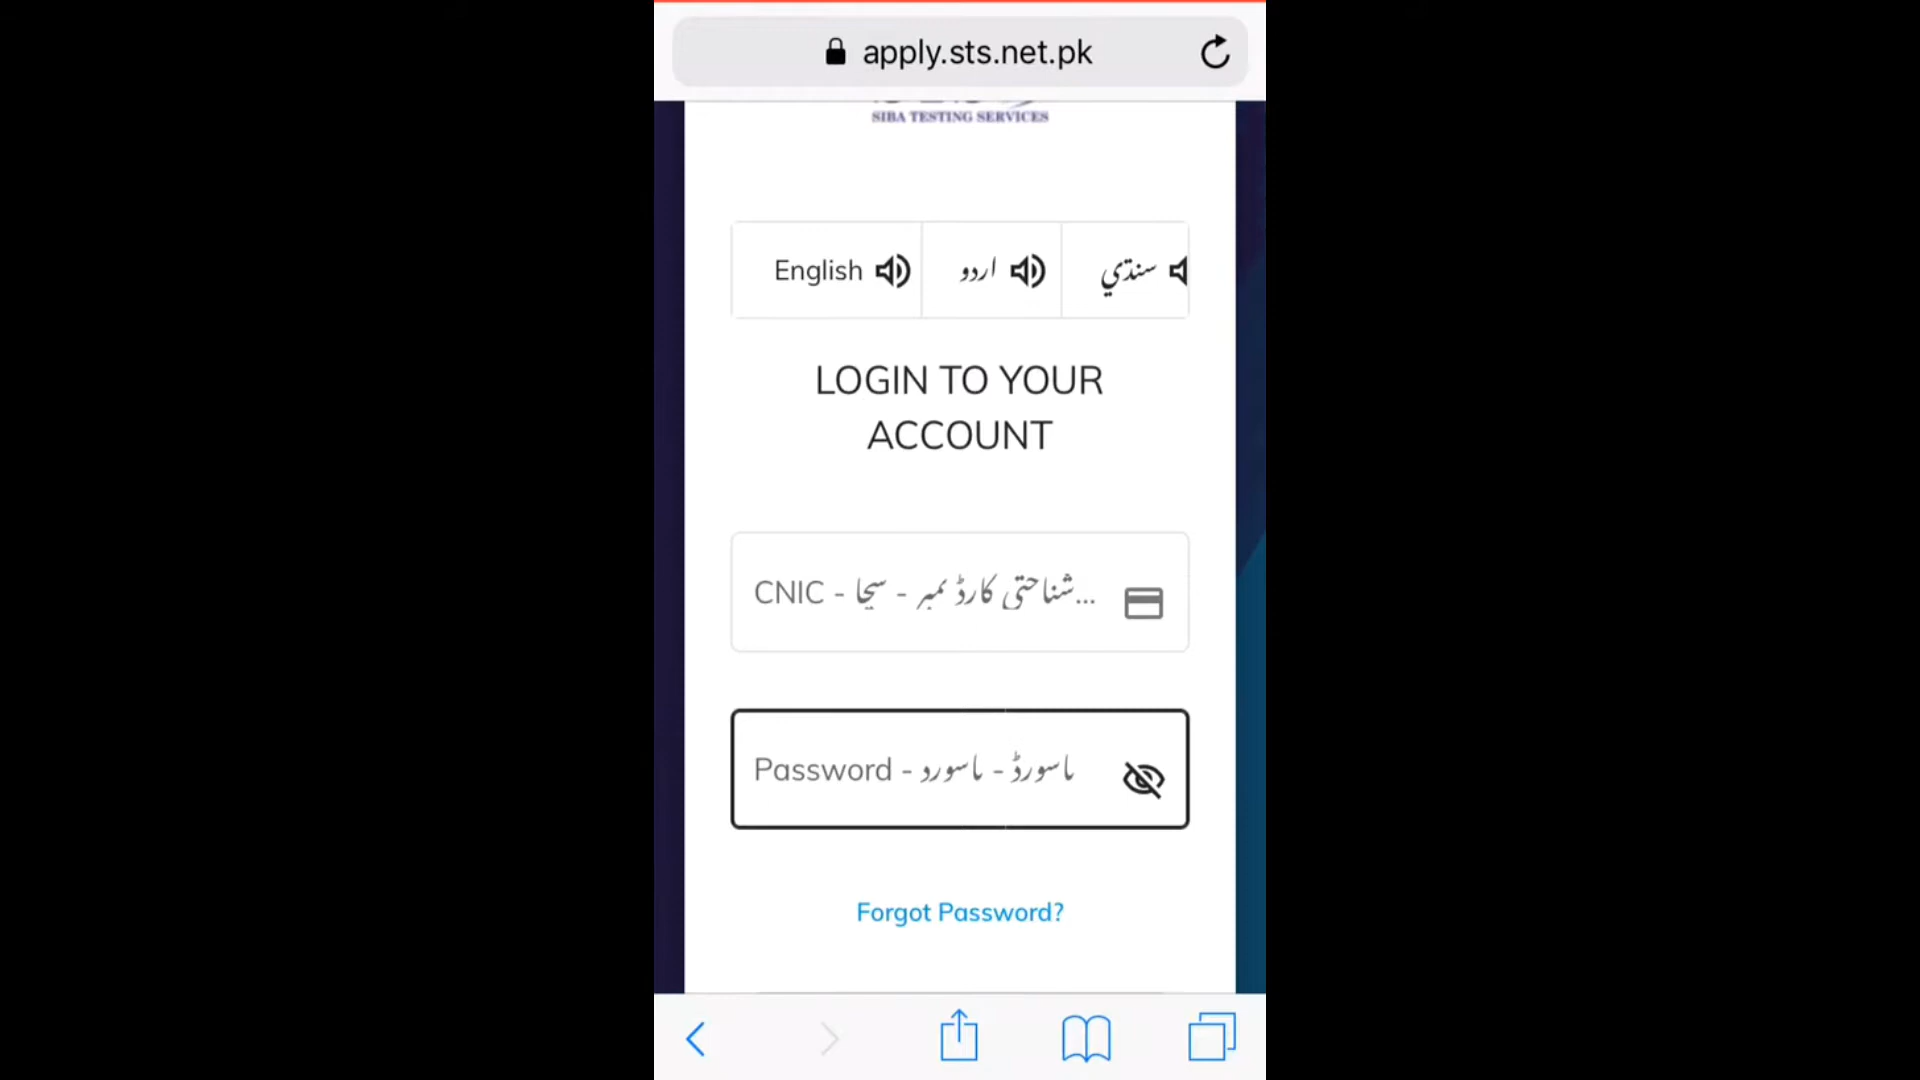 apply.sts.net.pk
SIBA TESTING SERVICES
English اردو سنڌي
LOGIN TO YOUR
ACCOUNT
CNIC - شناختی کارڈ نمبر - سڃا...
Password - پاسورڈ - پاسورد
Forgot Password?